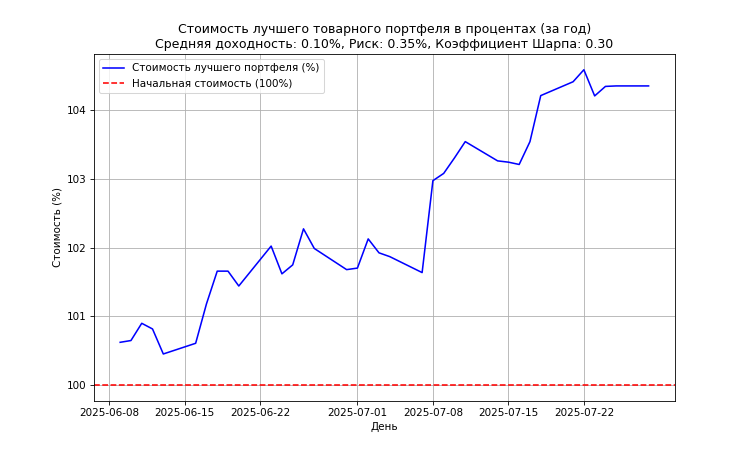 Стоимость лучшего товарного портфеля в процентах (за год)
Средняя доходность: 0.10%, Риск: 0.35%, Коэффициент Шарпа: 0.30
Стоимость лучшего портфеля (%)
Начальная стоимость (100%)
Стоимость (%)
104
103
102
101
100
2025-06-08
2025-06-15
2025-06-22
2025-07-01
2025-07-08
2025-07-15
2025-07-22
День